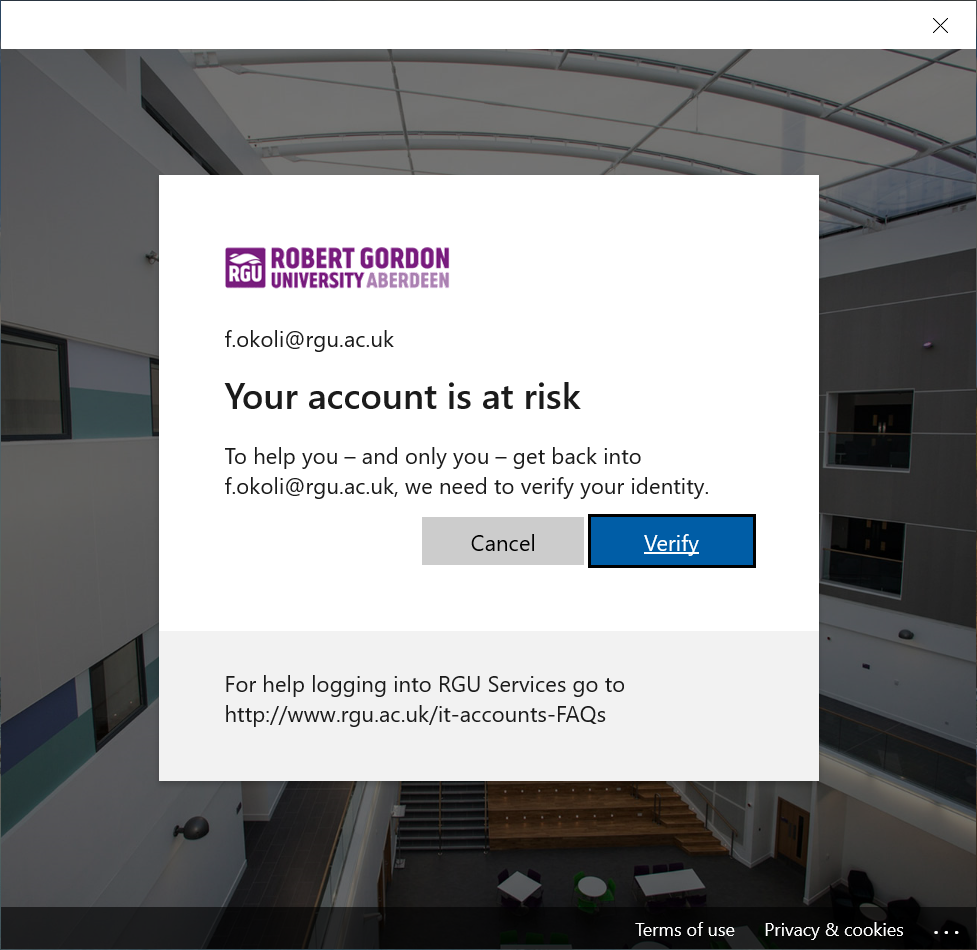 RGU
ROBERT GORDON
UNIVERSITY ABERDEEN
f.okoli@rgu.ac.uk
Your account is at risk
To help you – and only you – get back into
f.okoli@rgu.ac.uk, we need to verify your identity.
Cancel Verify
For help logging into RGU Services go to
http://www.rgu.ac.uk/it-accounts-FAQs
Terms of use Privacy & cookies ...